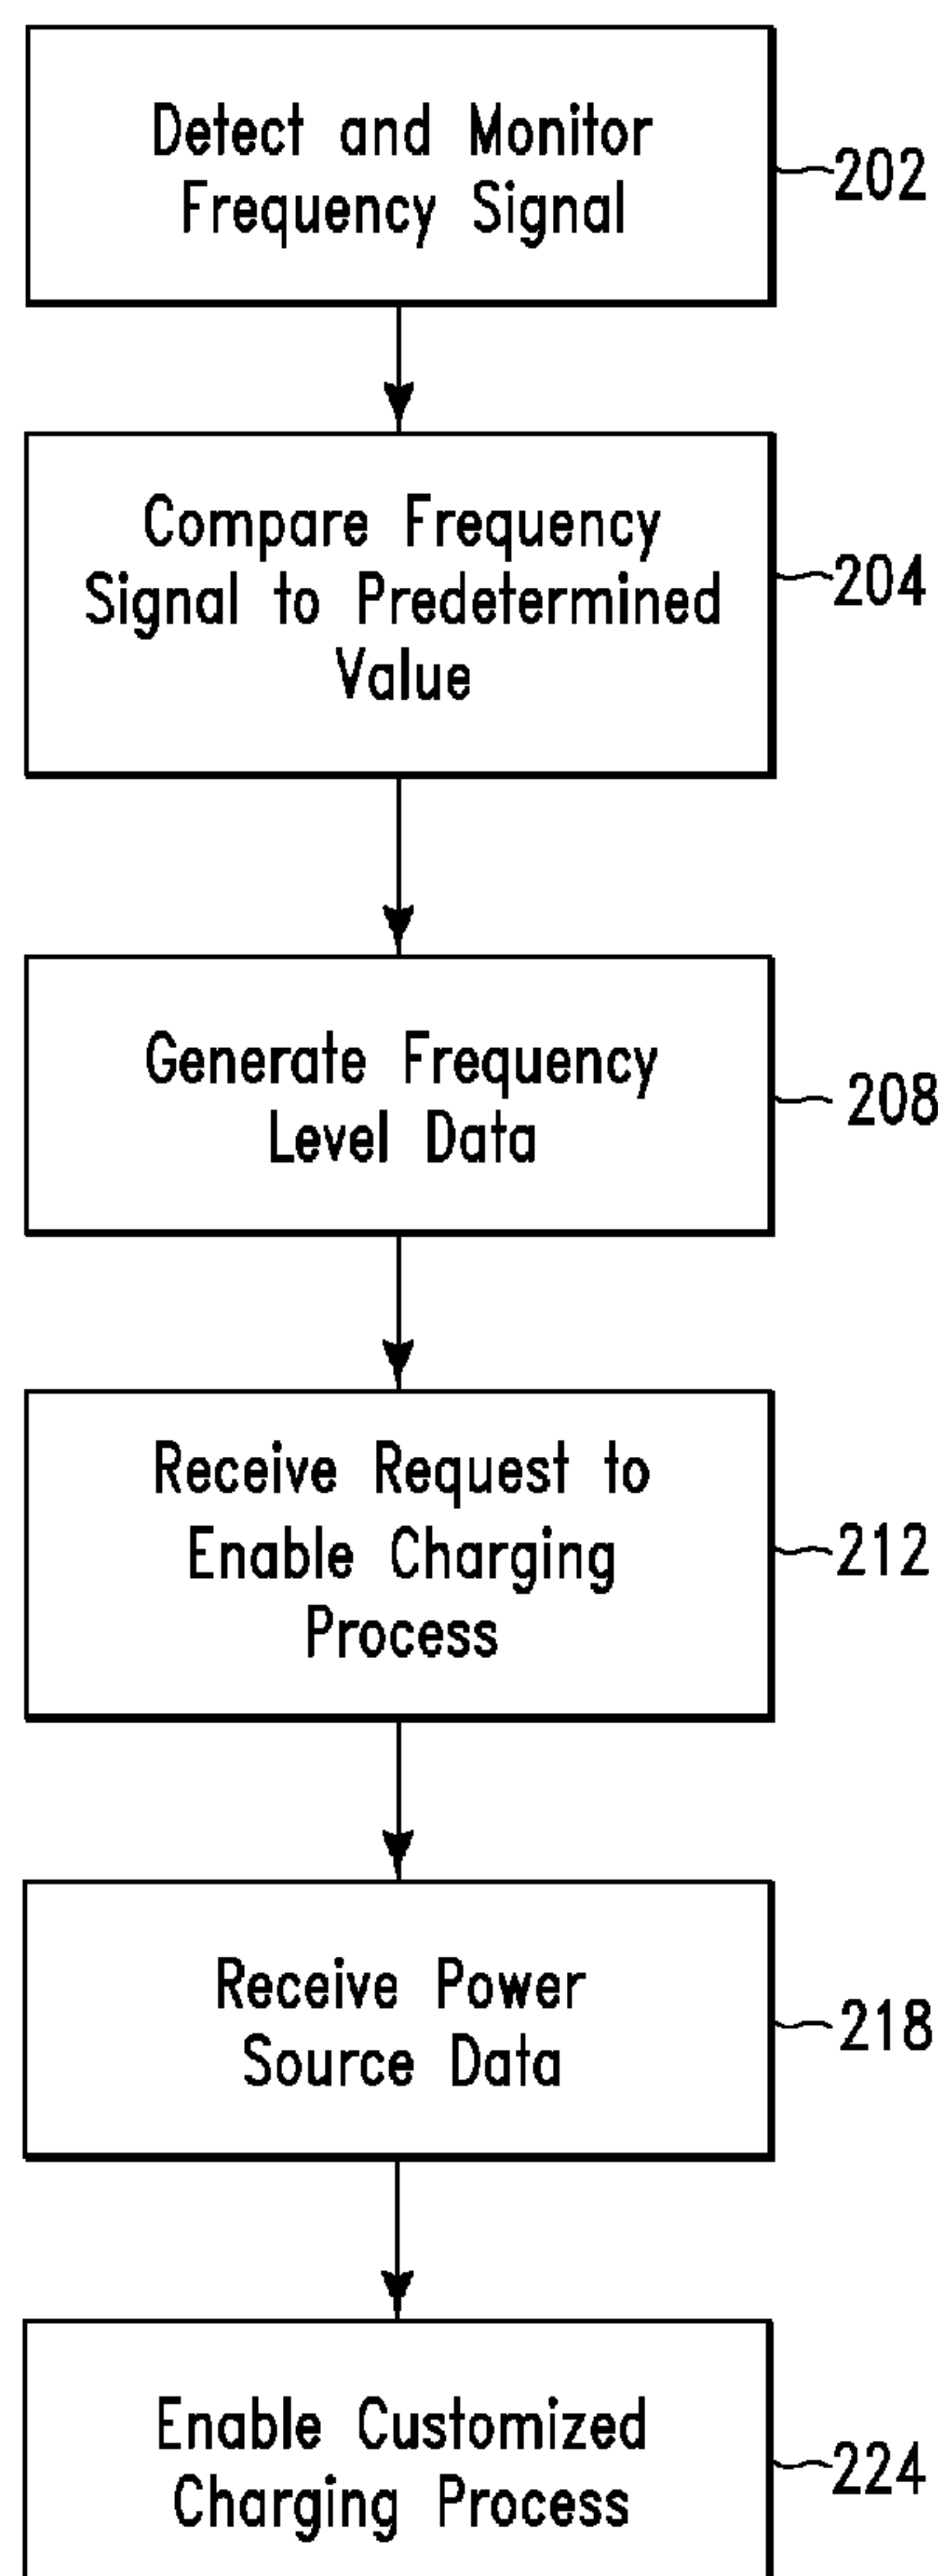 Detect and Monitor
Frequency Signal
202
Compare Frequency
Signal to Predetermined
Value
204
Generate Frequency
Level Data
208
Receive Request to
Enable Charging
Process
212
Receive Power
Source Data
218
Enable Customized
Charging Process
224